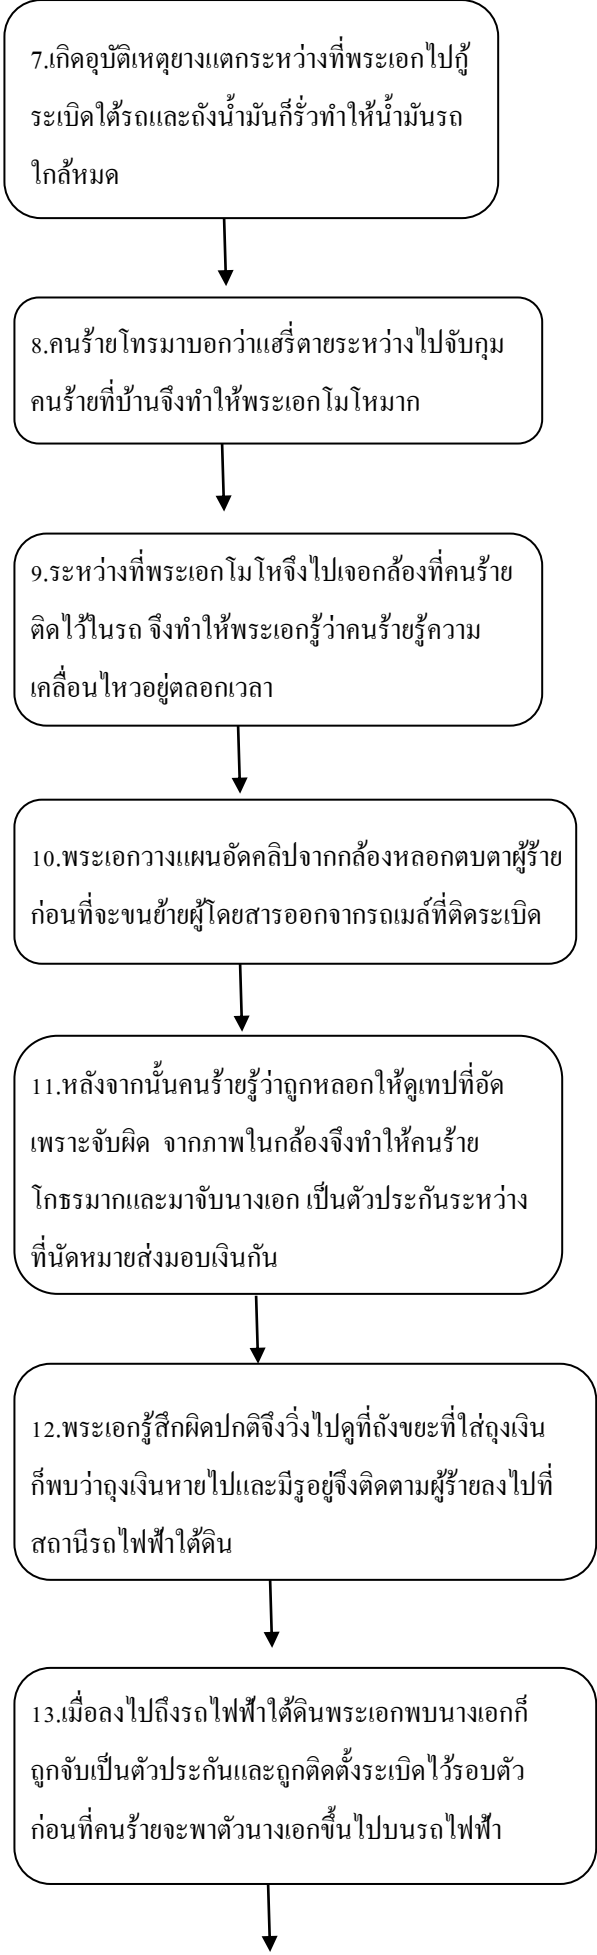 7.เกิดอุบัติเหตุยางแตกระหว่างที่พระเอกไปกู้
ระเบิดใต้รถและถังน้ำมันก็รั่วทำให้น้ำมันรถ
ใกล้หมด
8.คนร้ายโทรมาบอกว่าแฮรี่ตายระหว่างไปจับกุม
คนร้ายที่บ้านจึงทำให้พระเอกโมโหมาก
9.ระหว่างที่พระเอกโมโหจึงไปเจอกล้องที่คนร้าย
ติดไว้ในรถ จึงทำให้พระเอกรู้ว่าคนร้ายรู้ความ
เคลื่อนไหวอยู่ตลอกเวลา
10.พระเอกวางแผนอัดคลิปจากกล้องหลอกตบตาผู้ร้าย
ก่อนที่จะขนย้ายผู้โดยสารออกจากรถเมล์ที่ติดระเบิด
11.หลังจากนั้นคนร้ายรู้ว่าถูกหลอกให้ดูเทปที่อัด
เพราะจับผิด จากภาพในกล้องจึงทำให้คนร้าย
โกธรมากและมาจับนางเอก เป็นตัวประกันระหว่าง
ที่นัดหมายส่งมอบเงินกัน
12.พระเอกรู้สึกผิดปกติจึงวิ่งไปดูที่ถังขยะที่ใส่ถุงเงิน
ก็พบว่าถุงเงินหายไปและมีรูอยู่จึงติดตามผู้ร้ายลงไปที่
สถานีรถไฟฟ้าใต้ดิน
13.เมื่อลงไปถึงรถไฟฟ้าใต้ดินพระเอกพบนางเอกก็
ถูกจับเป็นตัวประกันและถูกติดตั้งระเบิดไว้รอบตัว
ก่อนที่คนร้ายจะพาตัวนางเอกขึ้นไปบนรถไฟฟ้า